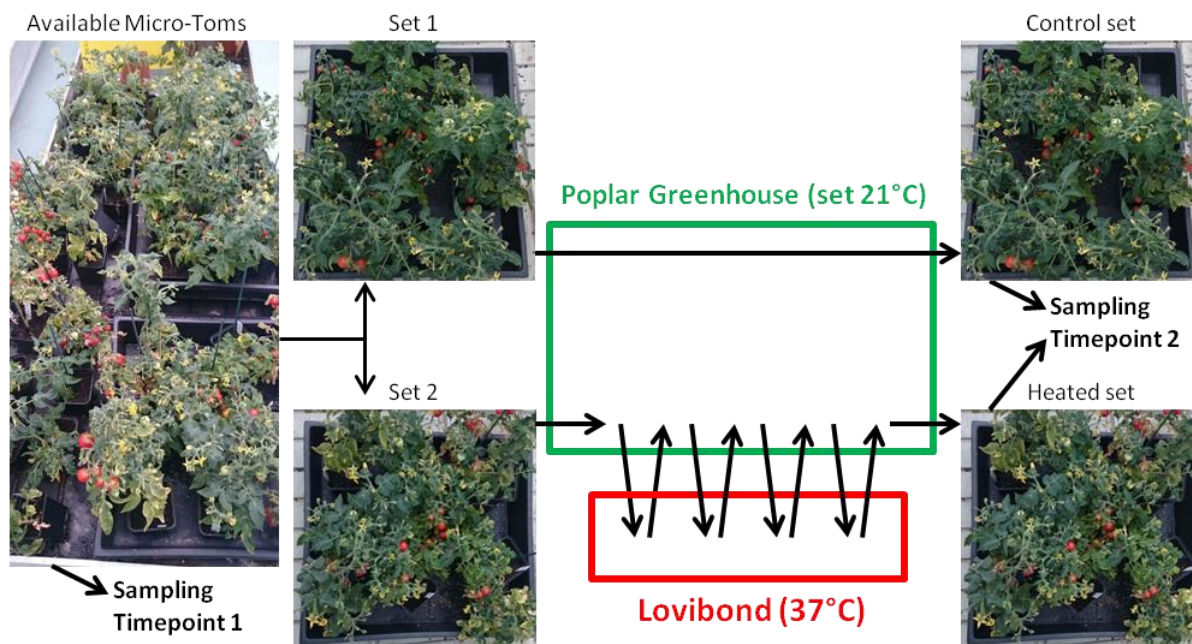 Available Micro-Toms
Set 1
Control set
Poplar Greenhouse (set 21°C)
Sampling
Timepoint 2
Set 2
Heated set
Sampling
Timepoint 1
Lovibond (37°C)